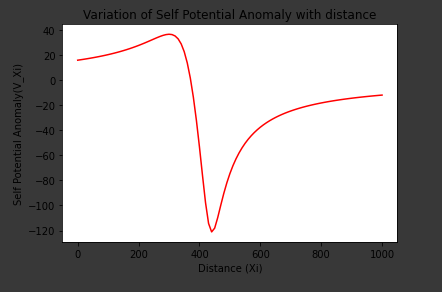 Variation of Self Potential Anomaly with distance
40
20
0
−20
−40
−60
−80
−100
−120
Self Potential Anomaly(V_Xi)
0 200 400 600 800 1000
Distance (Xi)